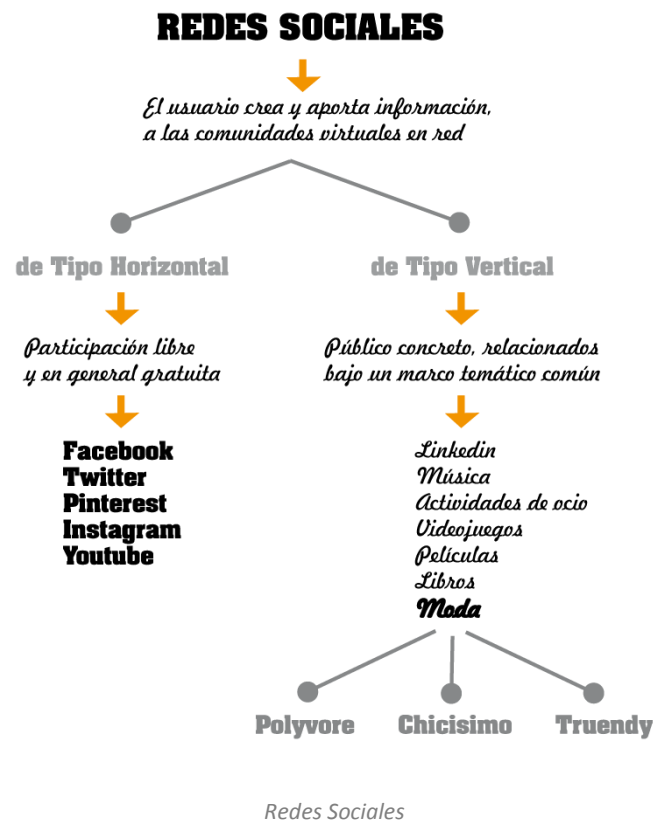 REDES SOCIALES
El usuario crea y aporta información,
a las comunidades virtuales en red
de Tipo Horizontal
de Tipo Vertical
Participación libre
y en general gratuita
Público concreto, relacionados
bajo un marco temático común
Facebook
Twitter
Pinterest
Instagram
Youtube
Linkedin
Música
Actividades de ocio
Videojuegos
Películas
Libros
Moda
Polyvore
Chicisimo
Truendy
Redes Sociales